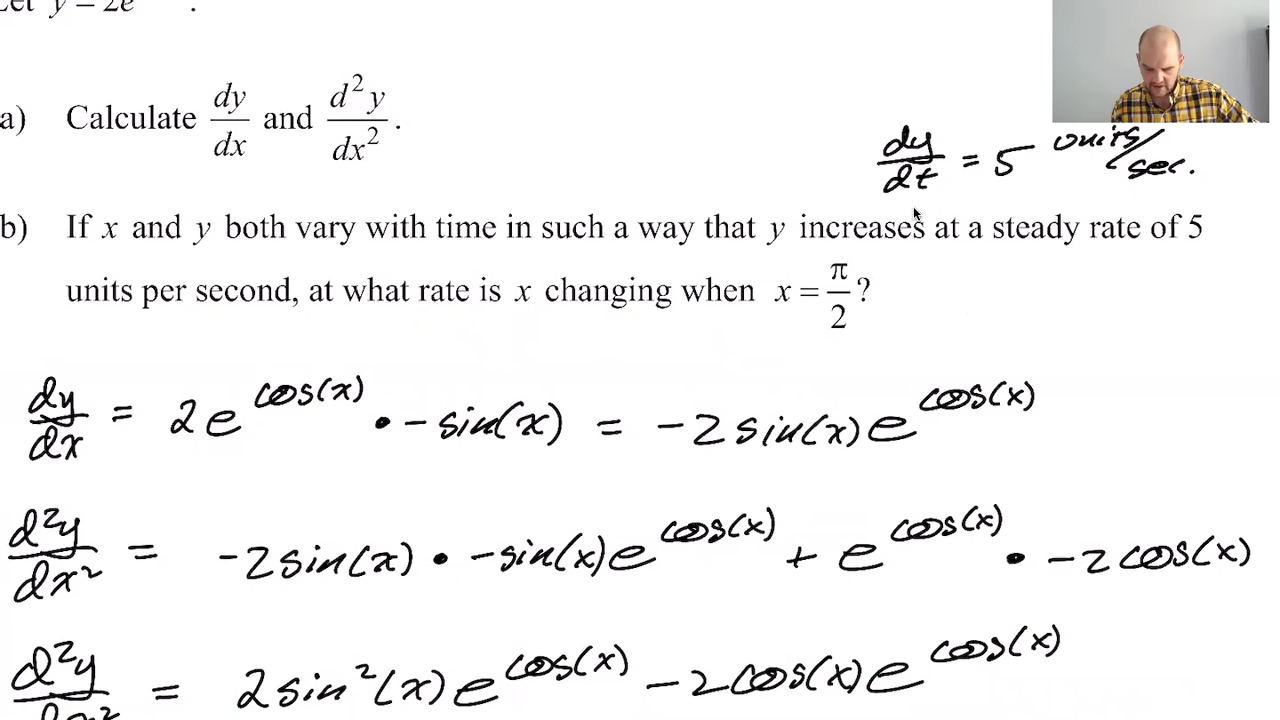 Let y = 2e
a) Calculate dy/dx and d²y/dx².
dy/dt = 5 units/sec.
b) If x and y both vary with time in such a way that y increases at a steady rate of 5
units per second, at what rate is x changing when x = π/2?
dy/dx = 2e^cos(x) • -sin(x) = -2sin(x)e^cos(x)
d²y/dx² = -2sin(x) • -sin(x)e^cos(x) + e^cos(x) • -2cos(x)
d²y/dx² = 2sin²(x)e^cos(x) - 2cos(x)e^cos(x)